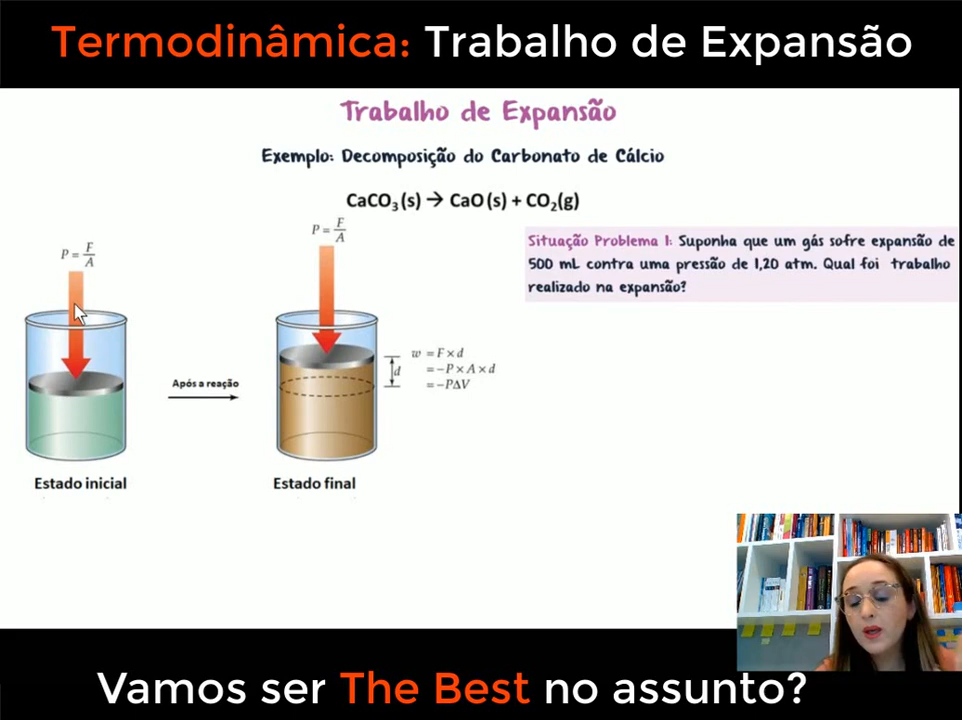 Termodinâmica: Trabalho de Expansão
Trabalho de Expansão
Exemplo: Decomposição do Carbonato de Cálcio
CaCO₃(s) → CaO(s) + CO₂(g)
P = F/A
P = F/A
Situação Problema 1: Suponha que um gás sofre expansão de
500 mL contra uma pressão de 1,20 atm. Qual foi trabalho
realizado na expansão?
d
w = F × d
= −P × A × d
= −PΔV
Após a reação
Estado inicial
Estado final
Vamos ser The Best no assunto?